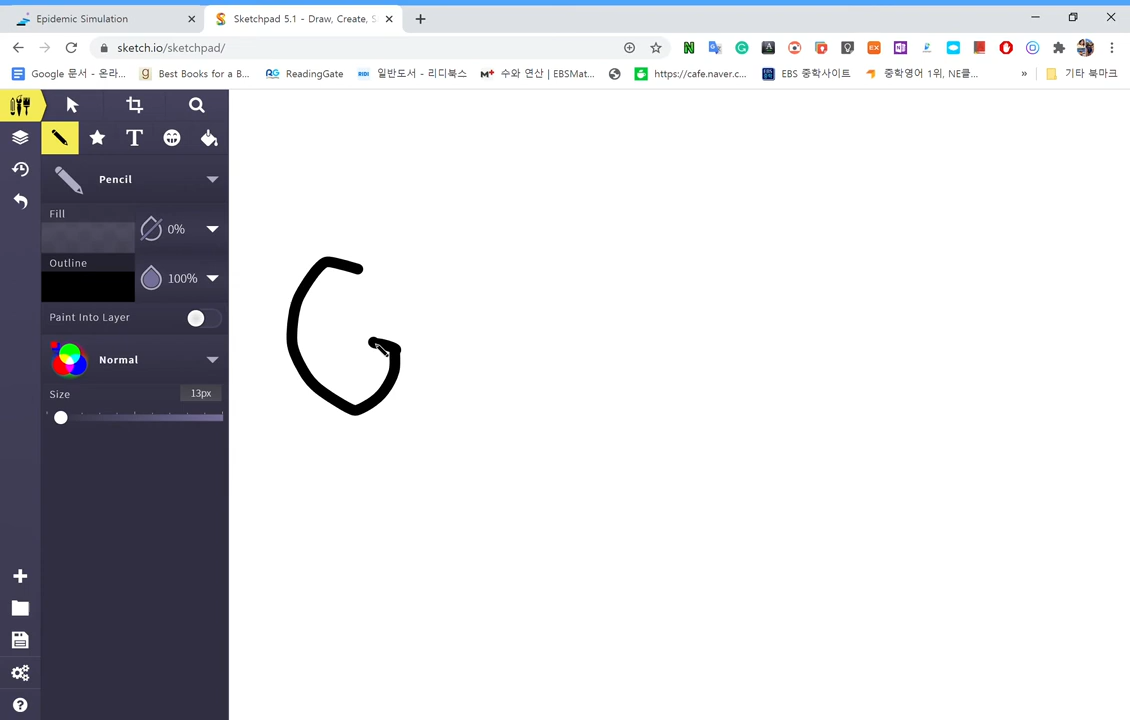 Epidemic Simulation
Sketchpad 5.1 - Draw, Create, S
sketch.io/sketchpad/
Google 문서 - 온라...
Best Books for a B...
ReadingGate
일반도서 - 리디북스
수와 연산 | EBSMat...
https://cafe.naver.c...
EBS 중학사이트
중학영어 1위, NE클...
»
기타 북마크
Pencil
Fill
0%
Outline
100%
Paint Into Layer
Normal
Size
13px
G